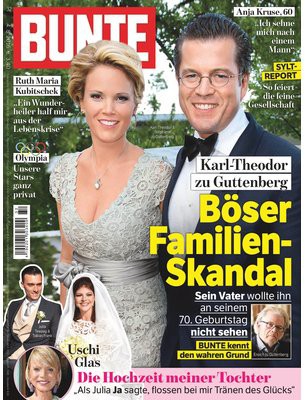 Anja Kruse, 60
„Ich sehne
mich nach
einem
Mann“
BUNTE
SYLT-
REPORT
So feiert
die feine
Gesellschaft
Ruth Maria
Kubitschek
„Ein Wunder-
heiler half mir
aus der
Lebenskrise“
Olympia
Unsere
Stars
ganz
privat
Karl-Theodor
zu Guttenberg
Böser
Familien-
Skandal
Sein Vater wollte ihn
an seinem
70. Geburtstag
nicht sehen
BUNTE kennt
den wahren Grund
Enoch zu Guttenberg
Uschi
Glas
Die Hochzeit meiner Tochter
„Als Julia Ja sagte, flossen bei mir Tränen des Glücks“